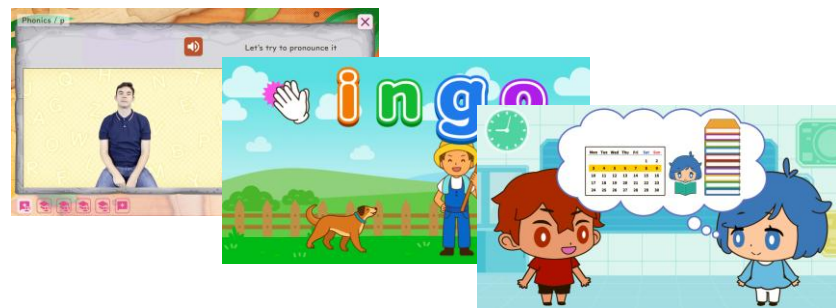 Phonics / p
Let's try to pronounce it
ingo
Mon Tue Wed Thu Fri Sat Sun
1 2
3 4 5 6 7 8 9
10 11 12 13 14 15 16
17 18 19 20 21 22 23
24 25 26 27 28 29 30